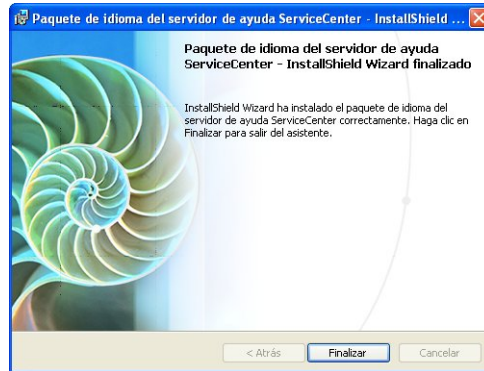 Paquete de idioma del servidor de ayuda ServiceCenter - InstallShield ...
Paquete de idioma del servidor de ayuda
ServiceCenter - InstallShield Wizard finalizado
InstallShield Wizard ha instalado el paquete de idioma del
servidor de ayuda ServiceCenter correctamente. Haga clic en
Finalizar para salir del asistente.
< Atrás
Finalizar
Cancelar